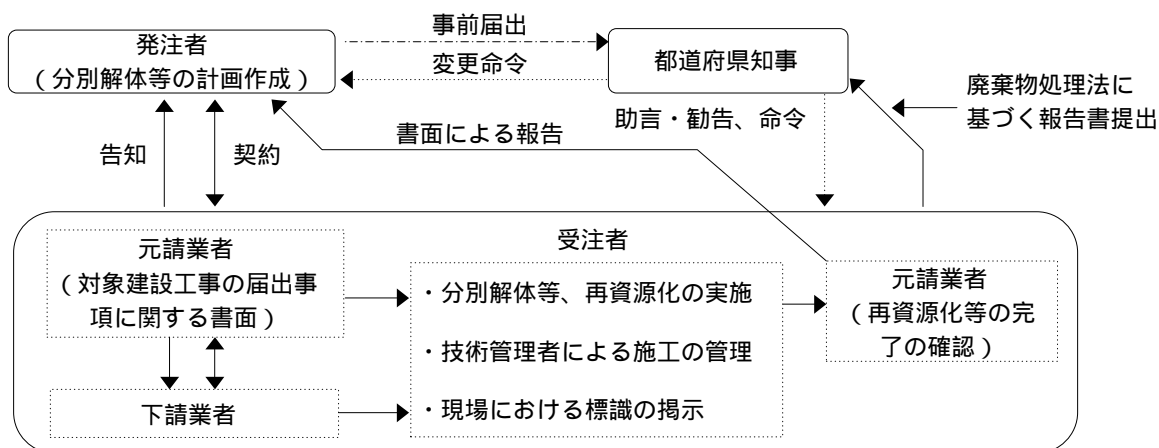 発注者
（分別解体等の計画作成）
事前届出
変更命令
都道府県知事
廃棄物処理法に
基づく報告書提出
助言・勧告、命令
書面による報告
告知
契約
受注者
元請業者
（対象建設工事の届出事
項に関する書面）
下請業者
・分別解体等、再資源化の実施
・技術管理者による施工の管理
・現場における標識の掲示
元請業者
（再資源化等の完
了の確認）